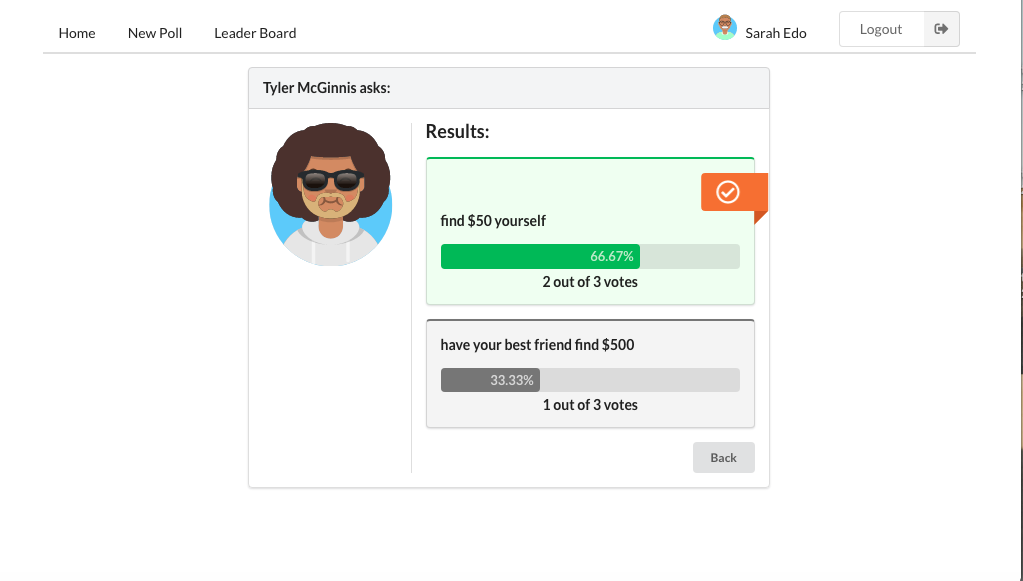 Home New Poll Leader Board Sarah Edo Logout
Tyler McGinnis asks:
Results:
find $50 yourself
66.67%
2 out of 3 votes
have your best friend find $500
33.33%
1 out of 3 votes
Back